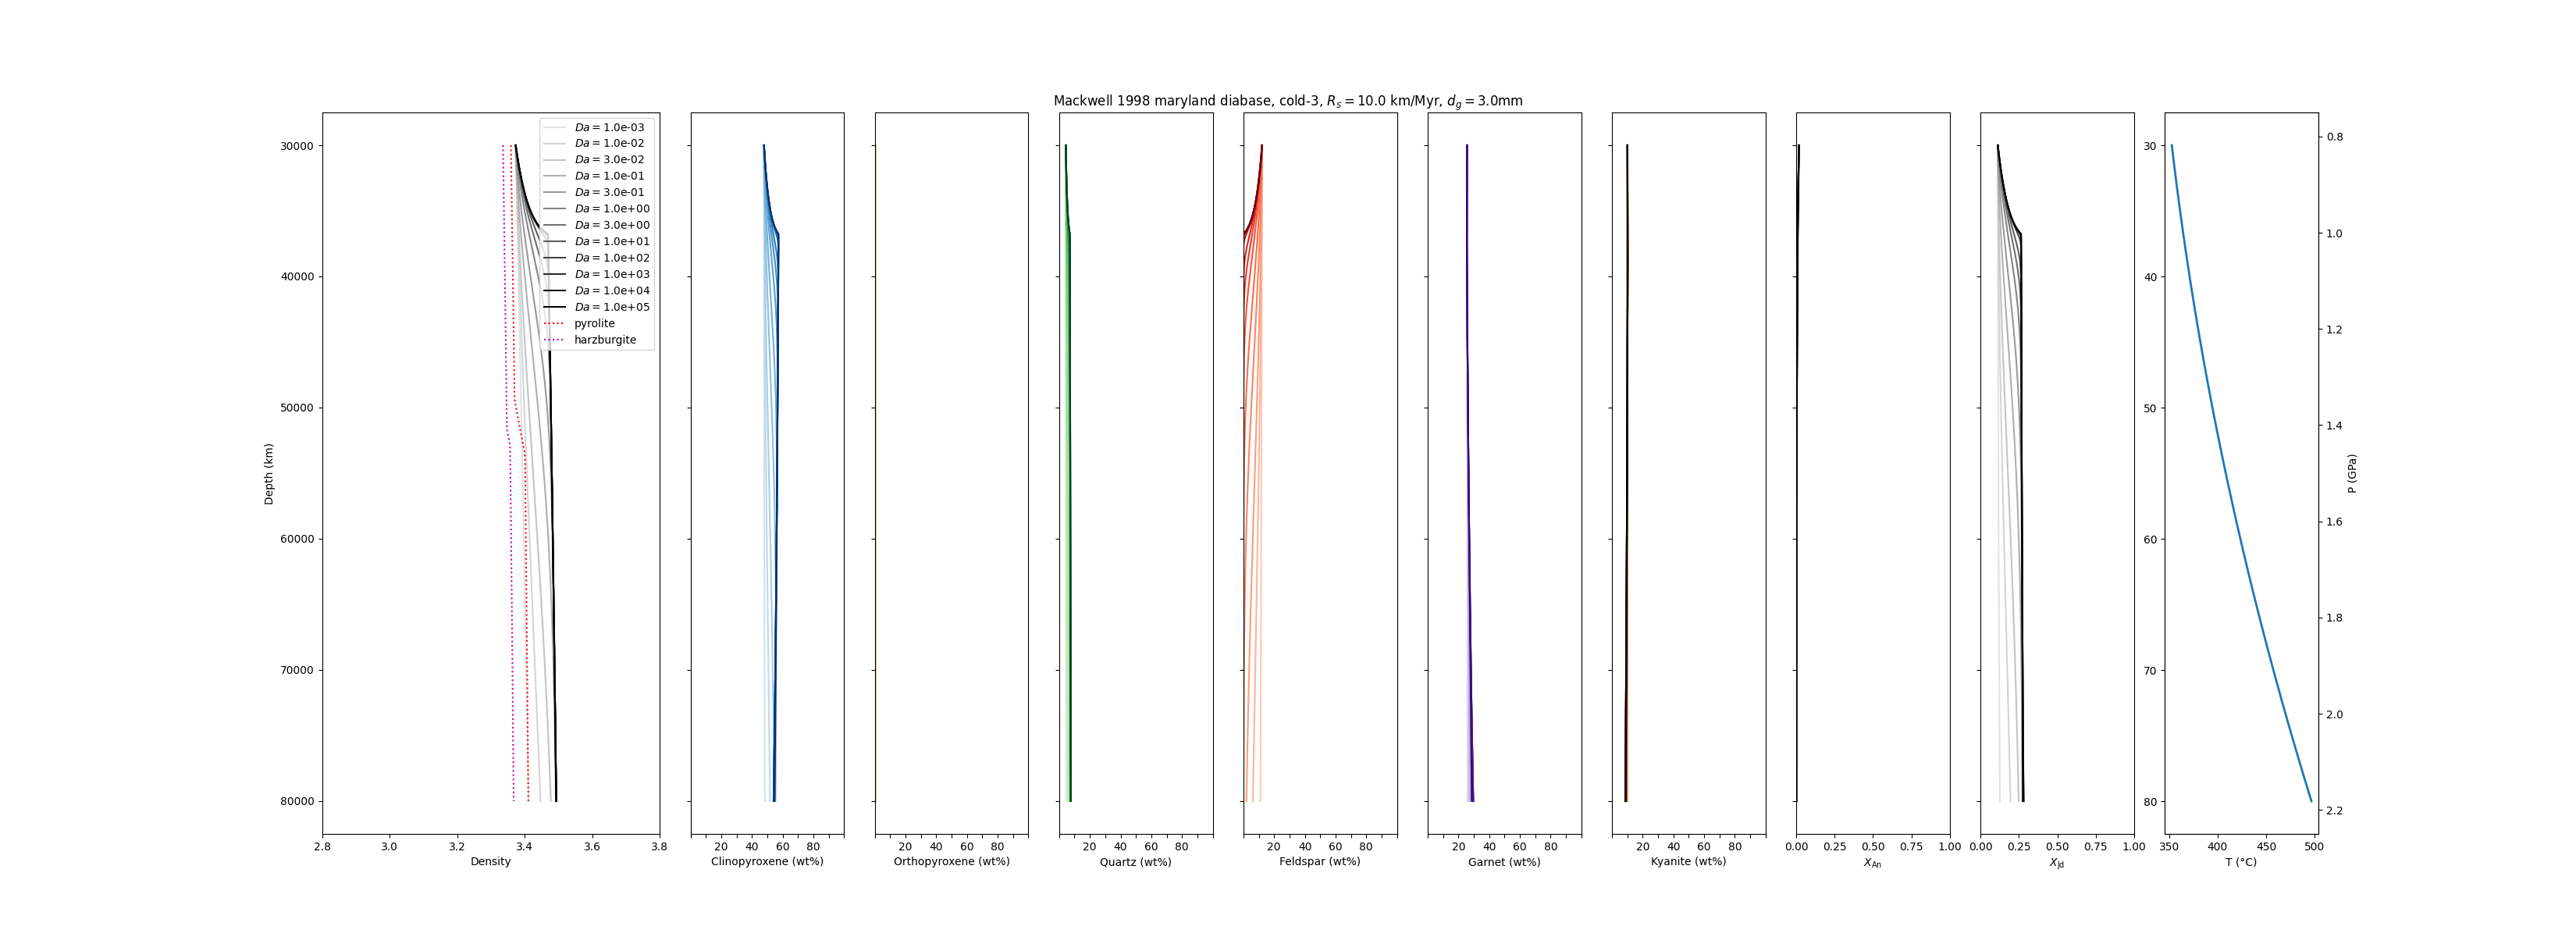 Mackwell 1998 maryland diabase, cold-3, Rs = 10.0 km/Myr, dg = 3.0mm
Da = 1.0e-03
Da = 1.0e-02
Da = 3.0e-02
Da = 1.0e-01
Da = 3.0e-01
Da = 1.0e+00
Da = 3.0e+00
Da = 1.0e+01
Da = 1.0e+02
Da = 1.0e+03
Da = 1.0e+04
Da = 1.0e+05
pyrolite
harzburgite
Depth (km)
30000
40000
50000
60000
70000
80000
2.8 3.0 3.2 3.4 3.6 3.8
Density
20 40 60 80
Clinopyroxene (wt%)
20 40 60 80
Orthopyroxene (wt%)
20 40 60 80
Quartz (wt%)
20 40 60 80
Feldspar (wt%)
20 40 60 80
Garnet (wt%)
20 40 60 80
Kyanite (wt%)
0.00 0.25 0.50 0.75 1.00
XAn
0.00 0.25 0.50 0.75 1.00
XJd
30
40
50
60
70
80
350 400 450 500
T (°C)
0.8
1.0
1.2
1.4
1.6
1.8
2.0
2.2
P (GPa)